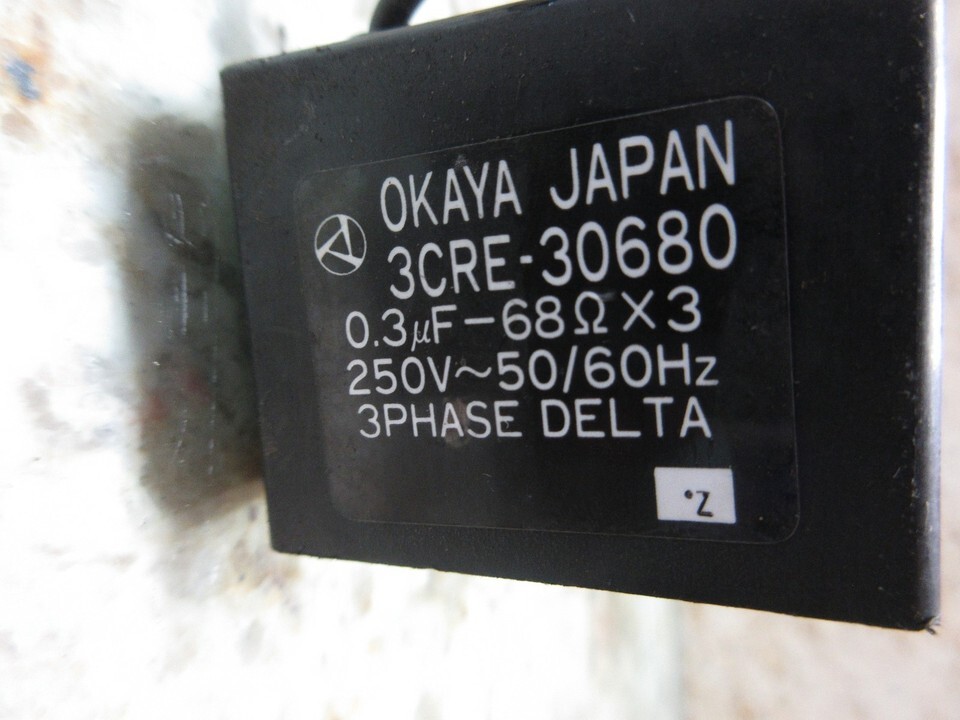 OKAYA JAPAN
3CRE-30680
0.3μF-68Ω×3
250V~50/60Hz
3PHASE DELTA